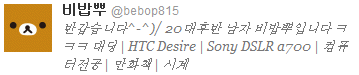 비밥뿌 @bebop815
반갑습니다^-^)/ 20대후반 남자 비밥뿌입니다 ㅋ
ㅋㅋ 대딩 | HTC Desire | Sony DSLR a700 | 컴퓨
터전공 | 만화책 | 시계